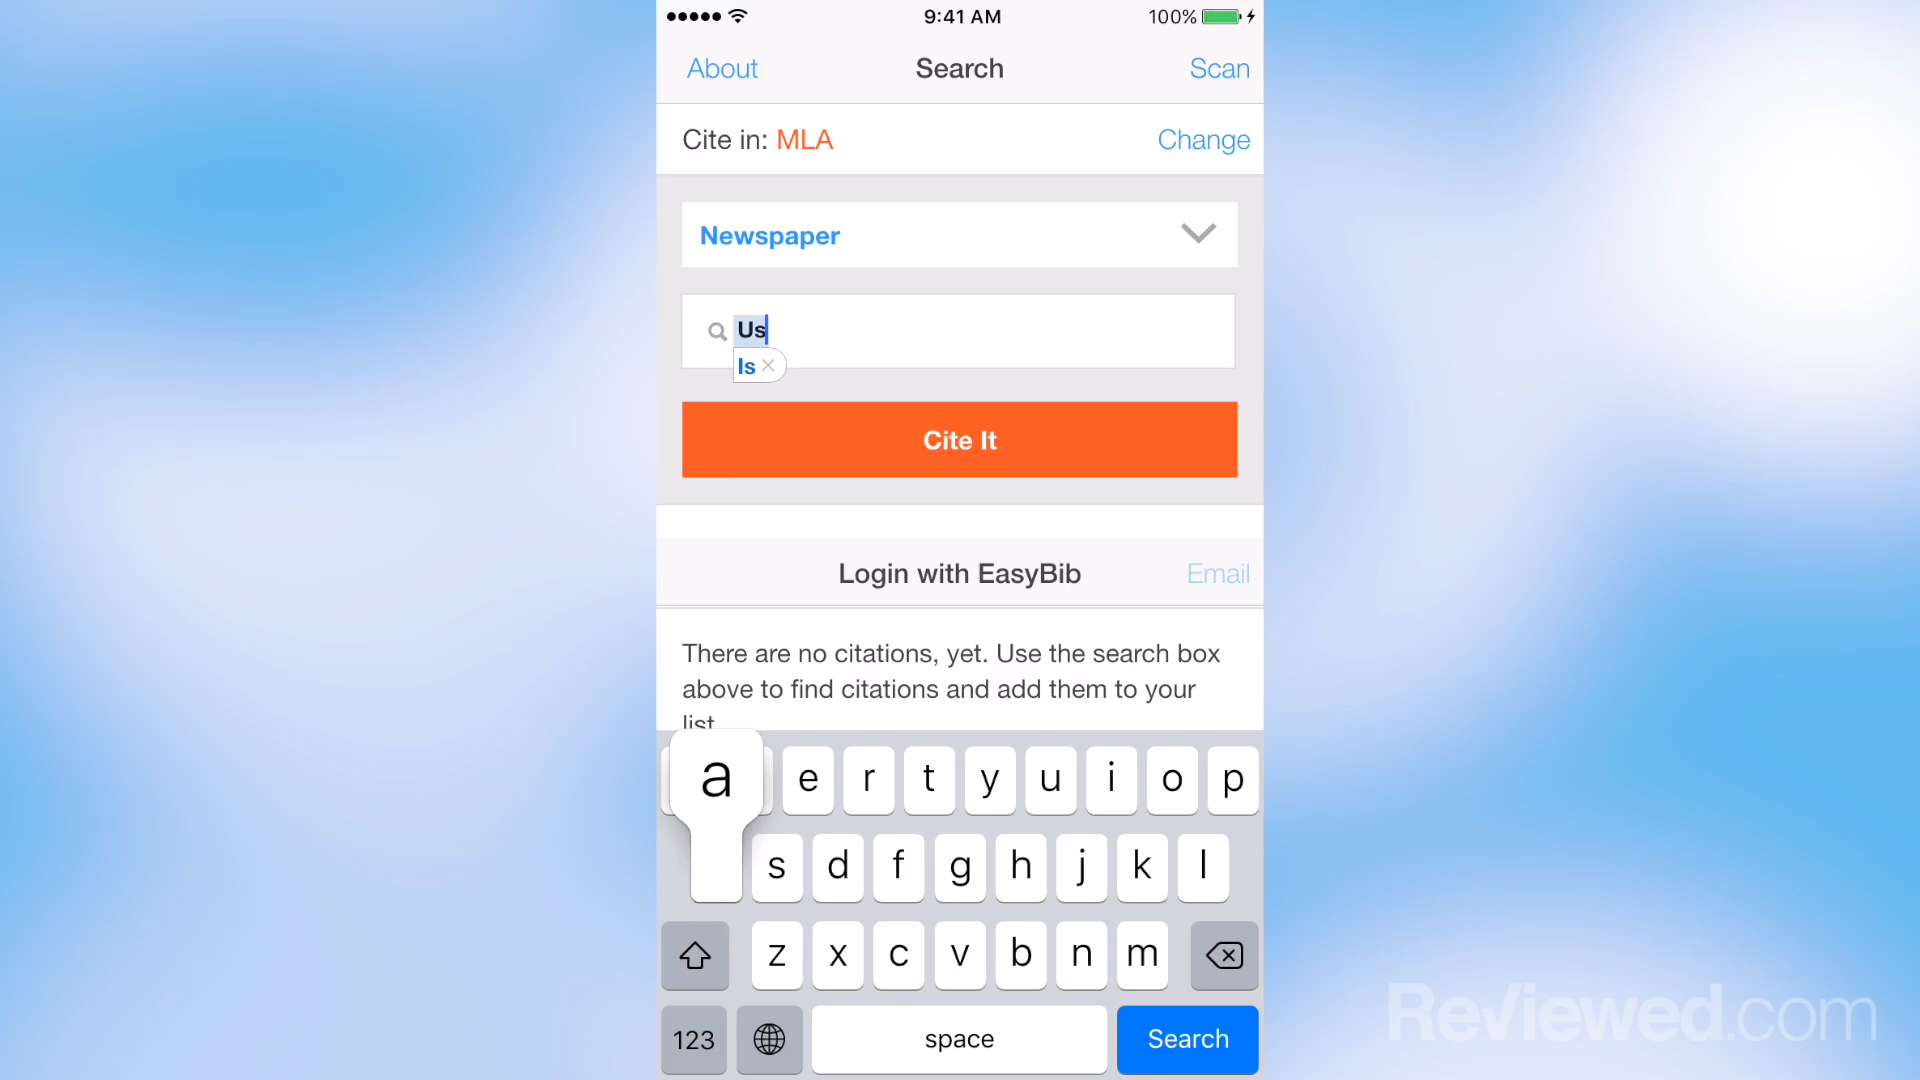 9:41 AM
100%
About Search Scan
Cite in: MLA Change
Newspaper
Us
Is
Cite It
Login with EasyBib Email
There are no citations, yet. Use the search box
above to find citations and add them to your
list
a e r t y u i o p
s d f g h j k l
z x c v b n m
123 space Search
Reviewed.com